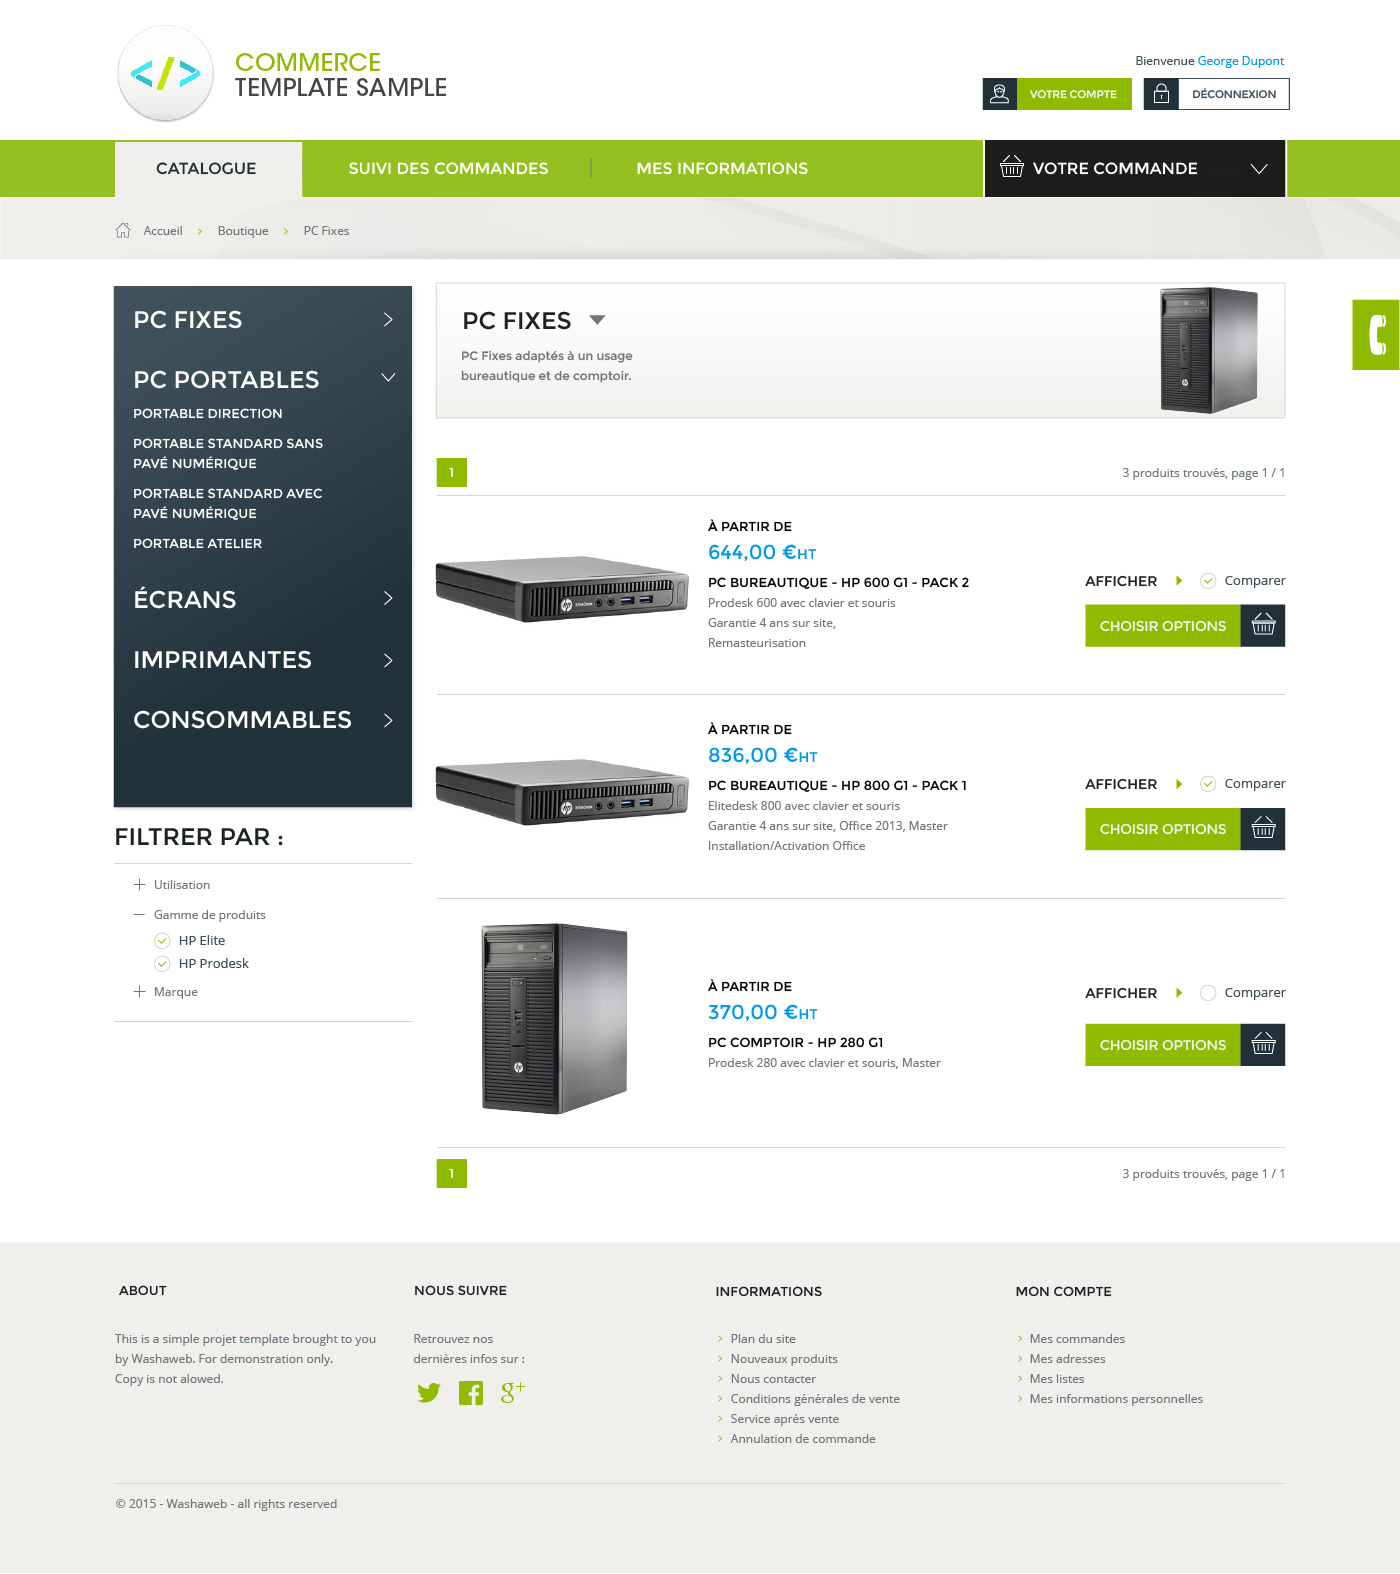 </>
COMMERCE
TEMPLATE SAMPLE
Bienvenue George Dupont
VOTRE COMPTE
DÉCONNEXION
CATALOGUE
SUIVI DES COMMANDES
MES INFORMATIONS
VOTRE COMMANDE
Accueil > Boutique > PC Fixes
PC FIXES
PC PORTABLES
PORTABLE DIRECTION
PORTABLE STANDARD SANS
PAVÉ NUMÉRIQUE
PORTABLE STANDARD AVEC
PAVÉ NUMÉRIQUE
PORTABLE ATELIER
ÉCRANS
IMPRIMANTES
CONSOMMABLES
FILTRER PAR :
Utilisation
Gamme de produits
HP Elite
HP Prodesk
Marque
PC FIXES
PC Fixes adaptés à un usage
bureautique et de comptoir.
1
3 produits trouvés, page 1 / 1
À PARTIR DE
644,00 €HT
PC BUREAUTIQUE - HP 600 G1 - PACK 2
Prodesk 600 avec clavier et souris
Garantie 4 ans sur site,
Remasteurisation
AFFICHER
Comparer
CHOISIR OPTIONS
À PARTIR DE
836,00 €HT
PC BUREAUTIQUE - HP 800 G1 - PACK 1
Elitedesk 800 avec clavier et souris
Garantie 4 ans sur site, Office 2013, Master
Installation/Activation Office
AFFICHER
Comparer
CHOISIR OPTIONS
À PARTIR DE
370,00 €HT
PC COMPTOIR - HP 280 G1
Prodesk 280 avec clavier et souris, Master
AFFICHER
Comparer
CHOISIR OPTIONS
1
3 produits trouvés, page 1 / 1
ABOUT
This is a simple projet template brought to you
by Washaweb. For demonstration only.
Copy is not alowed.
NOUS SUIVRE
Retrouvez nos
dernières infos sur :
g+
INFORMATIONS
Plan du site
Nouveaux produits
Nous contacter
Conditions générales de vente
Service après vente
Annulation de commande
MON COMPTE
Mes commandes
Mes adresses
Mes listes
Mes informations personnelles
© 2015 - Washaweb - all rights reserved